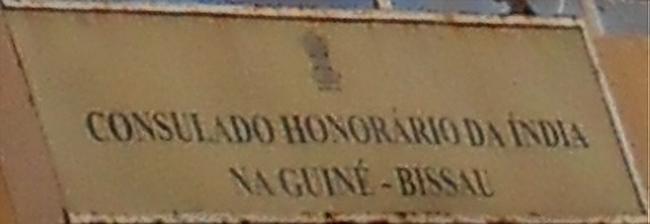 CONSULADO HONORÁRIO DA ÍNDIA
NA GUINÉ - BISSAU